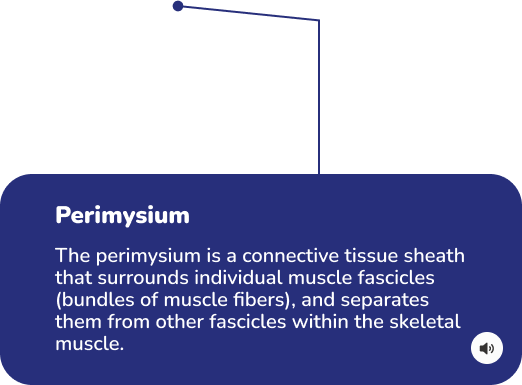 Perimysium
The perimysium is a connective tissue sheath
that surrounds individual muscle fascicles
(bundles of muscle fibers), and separates
them from other fascicles within the skeletal
muscle.